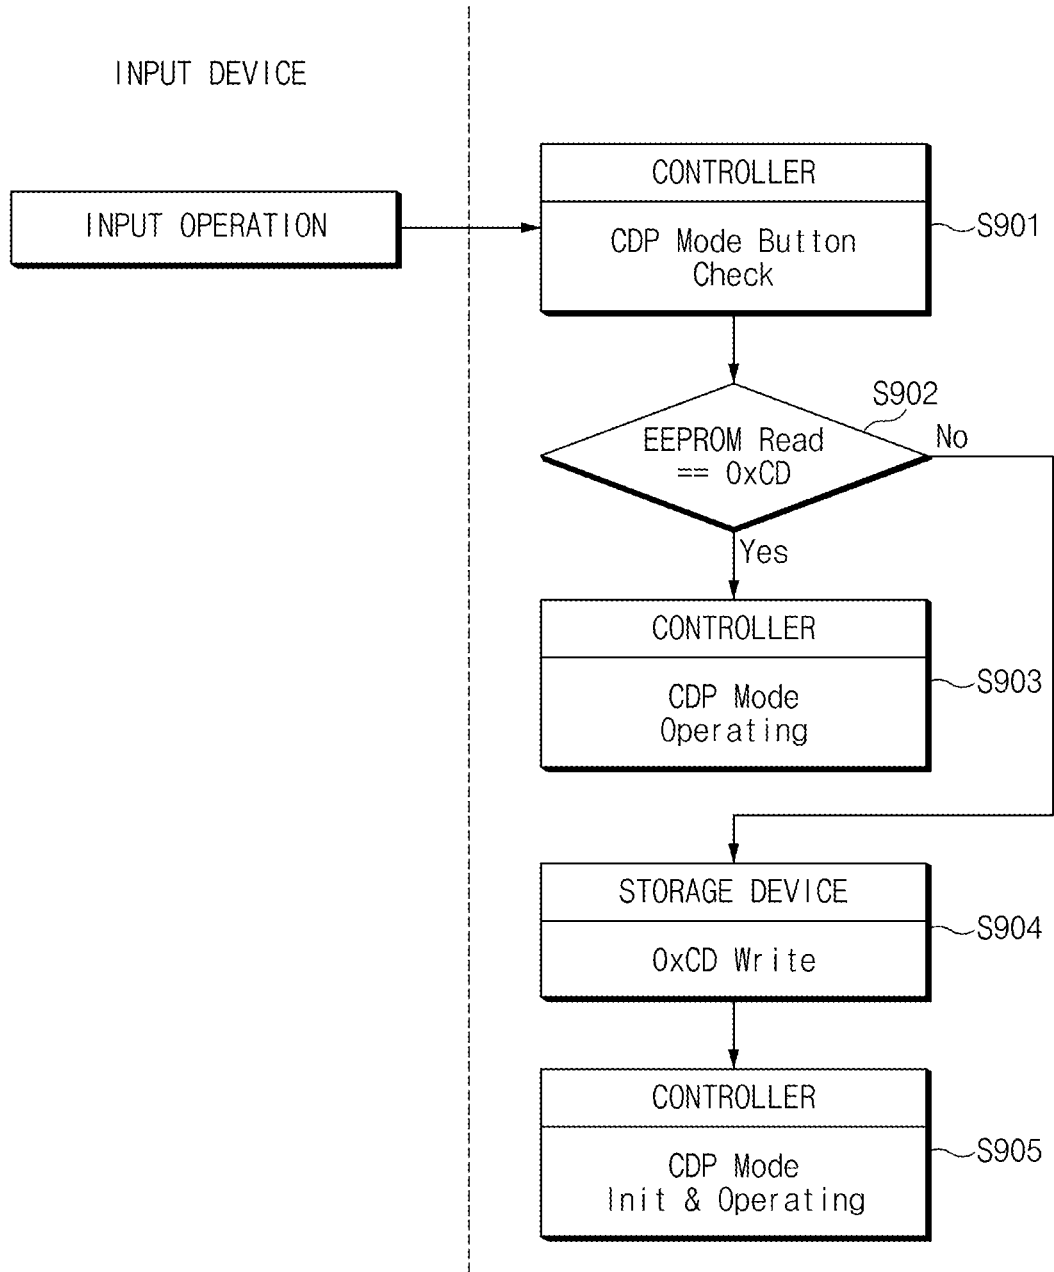 INPUT DEVICE
INPUT OPERATION
CONTROLLER
CDP Mode Button
Check
S901
S902
EEPROM Read
== 0xCD
No
Yes
CONTROLLER
CDP Mode
Operating
S903
STORAGE DEVICE
0xCD Write
S904
CONTROLLER
CDP Mode
Init & Operating
S905